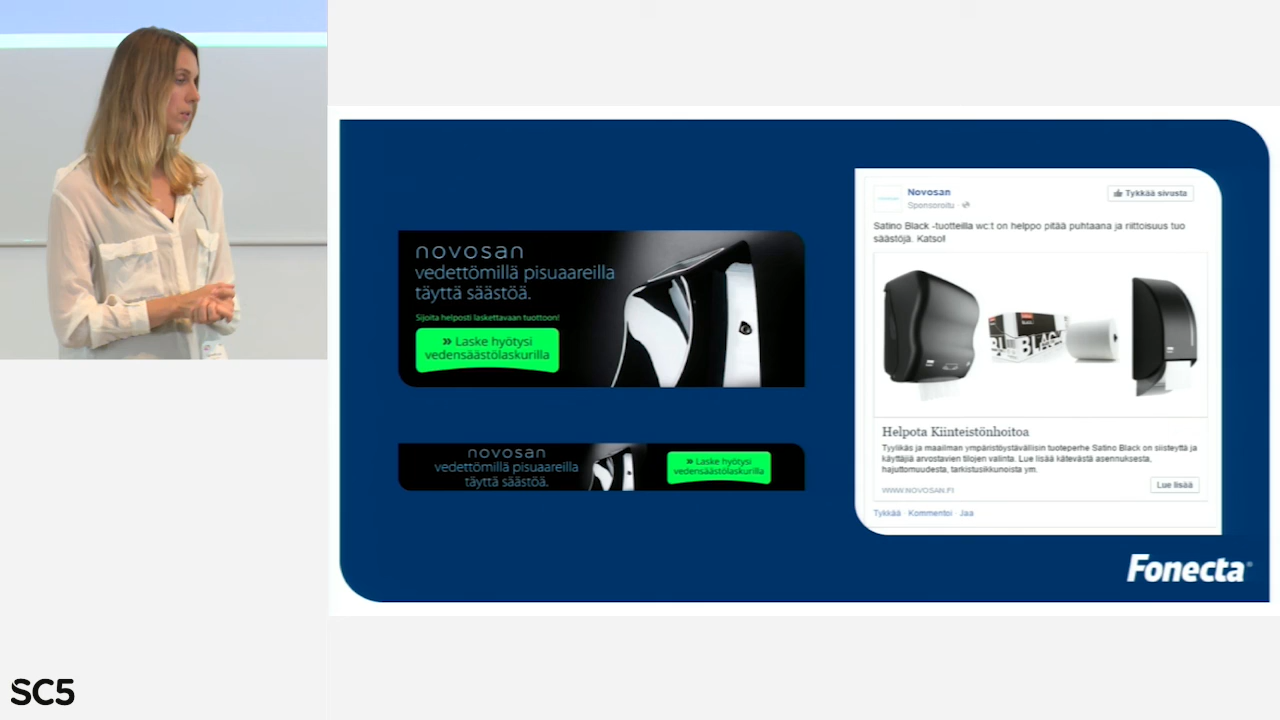 novosan
vedettömillä pisuaareilla
täyttä säästöä.
Sijoita helposti laskettavaan tuottoon!
» Laske hyötysi
vedensäästölaskurilla
novosan
vedettömillä pisuaareilla
täyttä säästöä.
» Laske hyötysi
vedensäästölaskurilla
Novosan
Sponsoroitu ·
Tykkää sivusta
Satino Black -tuotteilla wc:t on helppo pitää puhtaana ja riittoisuus tuo
säästöjä. Katso!
BLACK
Helpota Kiinteistönhoitoa
Tyylikäs ja maailman ympäristöystävällisin tuoteperhe Satino Black on siisteyttä ja
käyttäjiä arvostavien tilojen valinta. Lue lisää kätevästä asennuksesta,
hajuttomuudesta, tarkistusikkunoista ym.
WWW.NOVOSAN.FI
Lue lisää
Tykkää · Kommentoi · Jaa
Fonecta
SC5